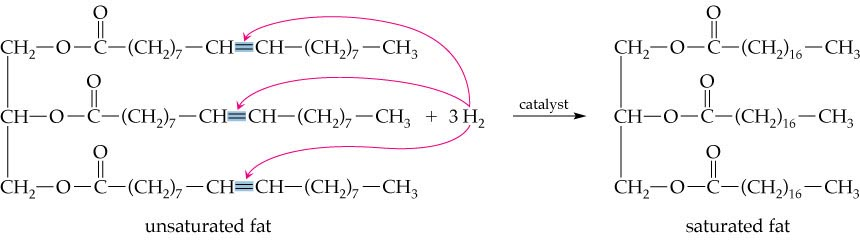 O O
CH₂—O—C—(CH₂)₇—CH=CH—(CH₂)₇—CH₃ CH₂—O—C—(CH₂)₁₆—CH₃
O O
CH—O—C—(CH₂)₇—CH=CH—(CH₂)₇—CH₃ + 3 H₂ catalyst CH—O—C—(CH₂)₁₆—CH₃
O O
CH₂—O—C—(CH₂)₇—CH=CH—(CH₂)₇—CH₃ CH₂—O—C—(CH₂)₁₆—CH₃
unsaturated fat saturated fat